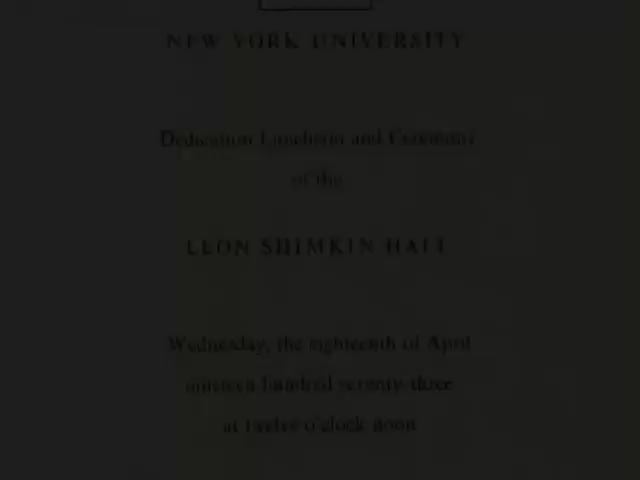 NEW YORK UNIVERSITY
Dedication Luncheon and Ceremony
of the
LEON SHIMKIN HALL
Wednesday, the eighteenth of April
nineteen hundred seventy-three
at twelve o'clock noon